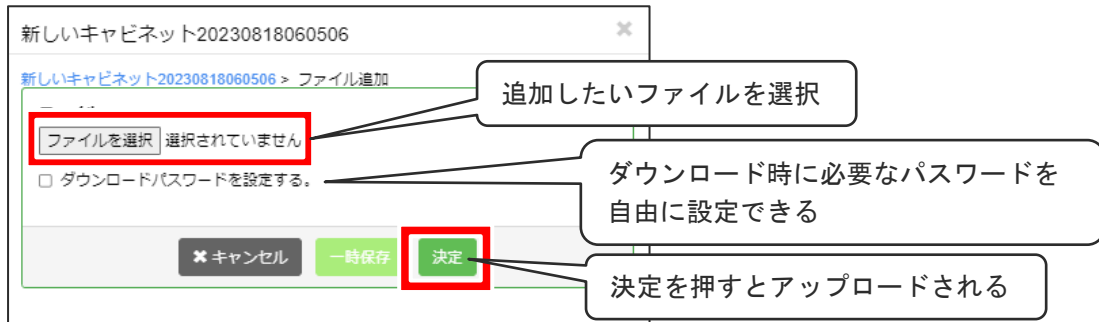 新しいキャビネット20230818060506
×
新しいキャビネット20230818060506 > ファイル追加
追加したいファイルを選択
ファイルを選択 選択されていません
ダウンロードパスワードを設定する。
ダウンロード時に必要なパスワードを
自由に設定できる
×キャンセル 一時保存 決定
決定を押すとアップロードされる